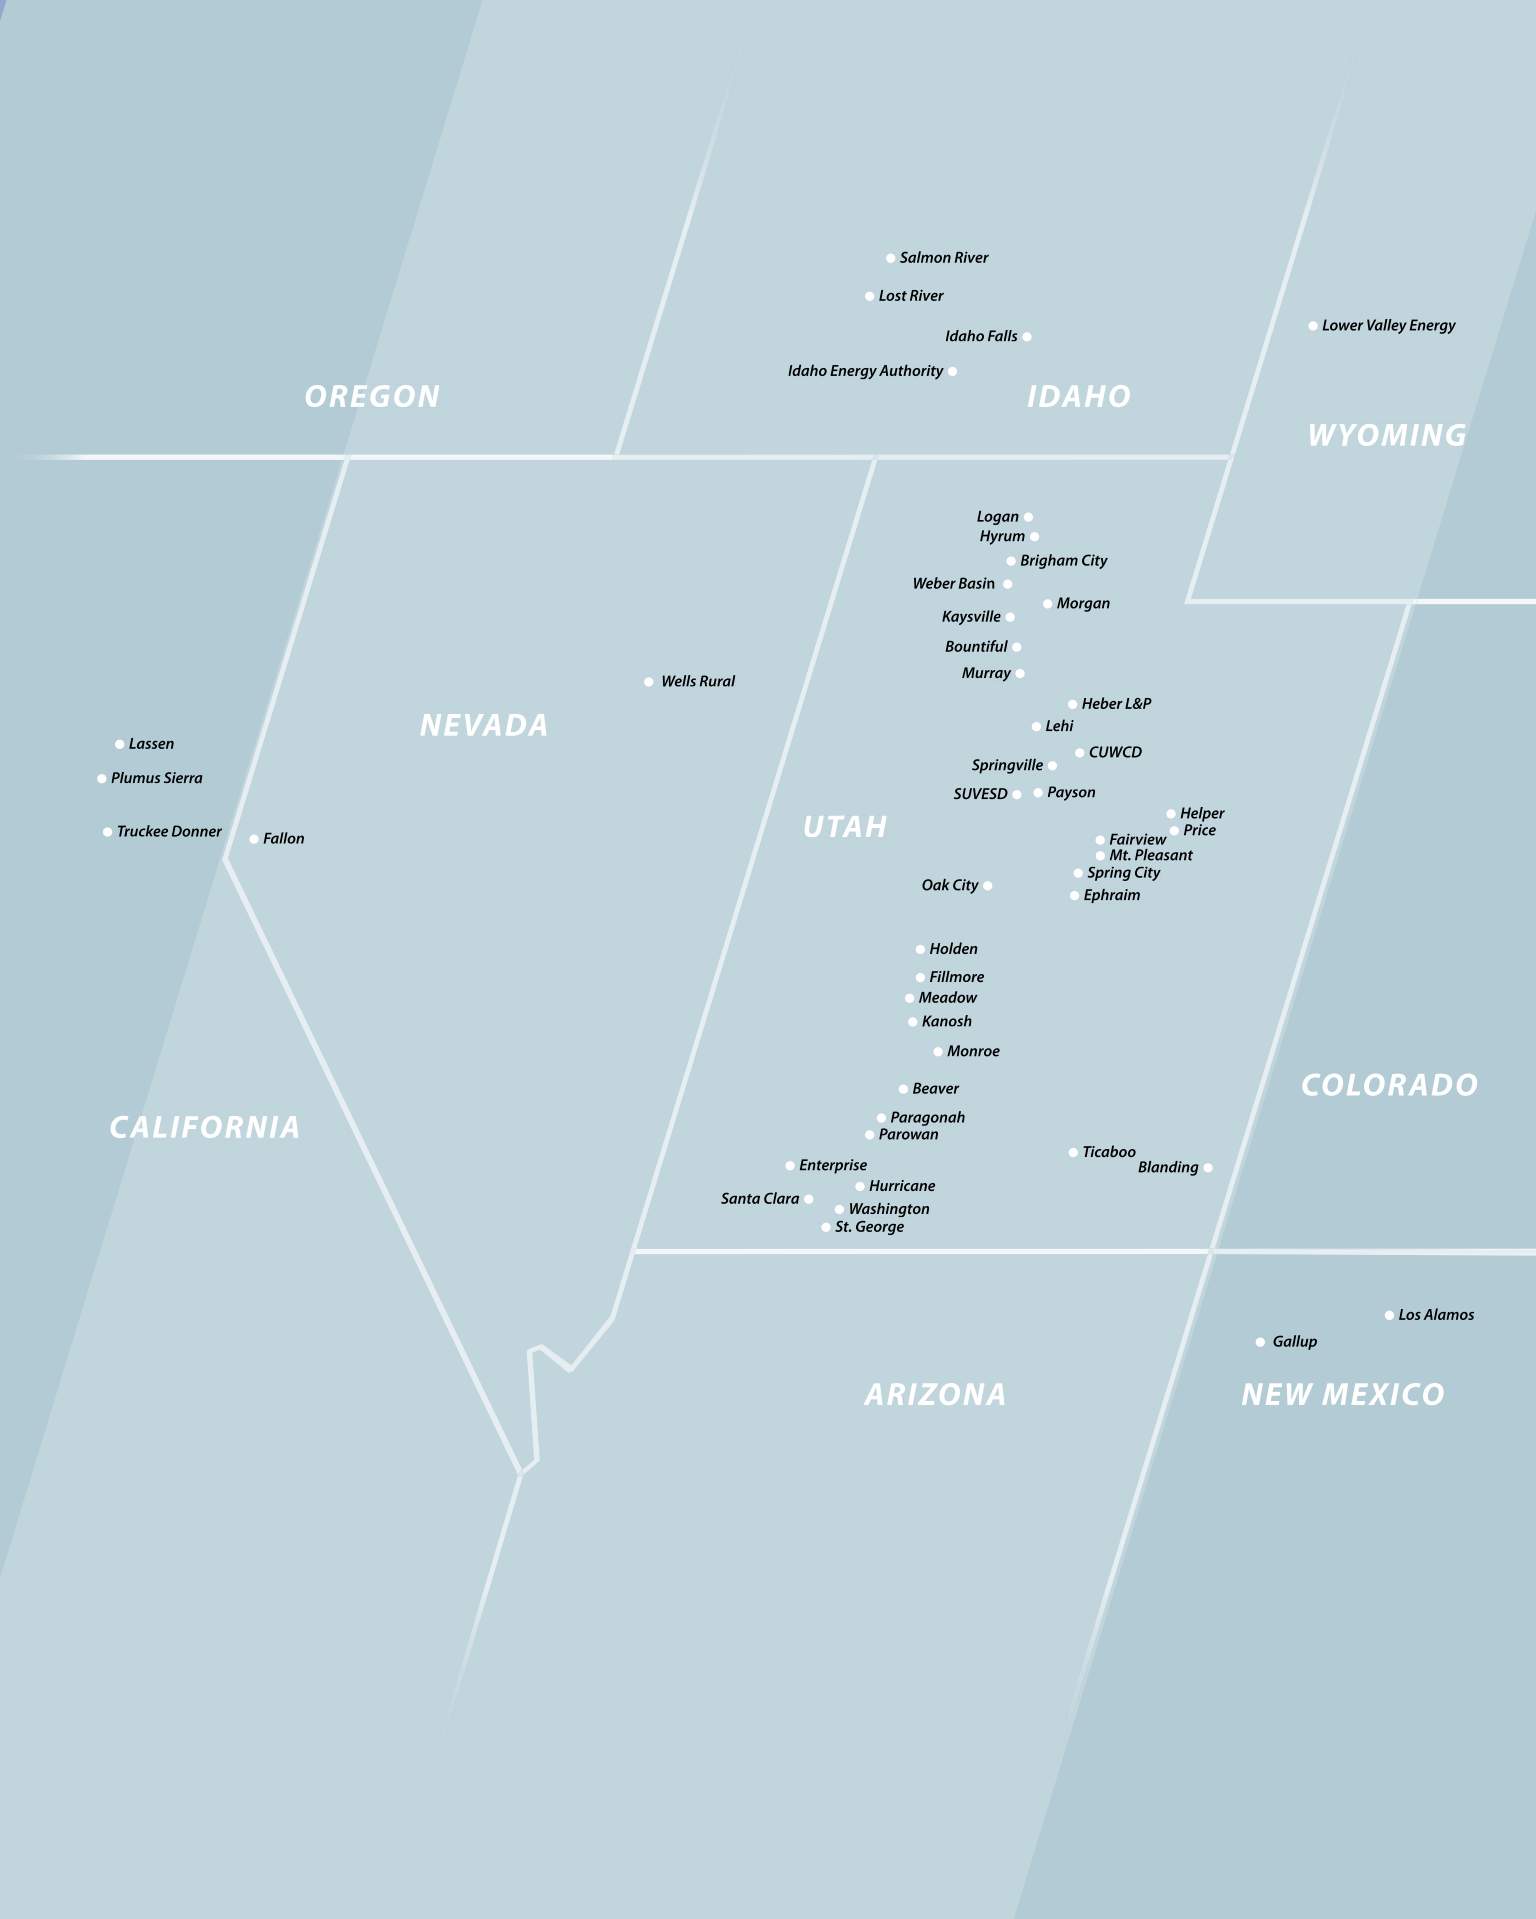 Salmon River
Lost River
Lower Valley Energy
Idaho Falls
Idaho Energy Authority
OREGON
IDAHO
WYOMING
Logan
Hyrum
Brigham City
Weber Basin
Morgan
Kaysville
Bountiful
Murray
Wells Rural
Heber L&P
NEVADA
Lehi
Lassen
CUWCD
Springville
Plumus Sierra
SUVESD
Payson
Helper
UTAH
Price
Truckee Donner
Fallon
Fairview
Mt. Pleasant
Spring City
Oak City
Ephraim
Holden
Fillmore
Meadow
Kanosh
Monroe
COLORADO
Beaver
Paragonah
CALIFORNIA
Parowan
Ticaboo
Enterprise
Blanding
Hurricane
Santa Clara
Washington
St. George
Los Alamos
Gallup
ARIZONA
NEW MEXICO